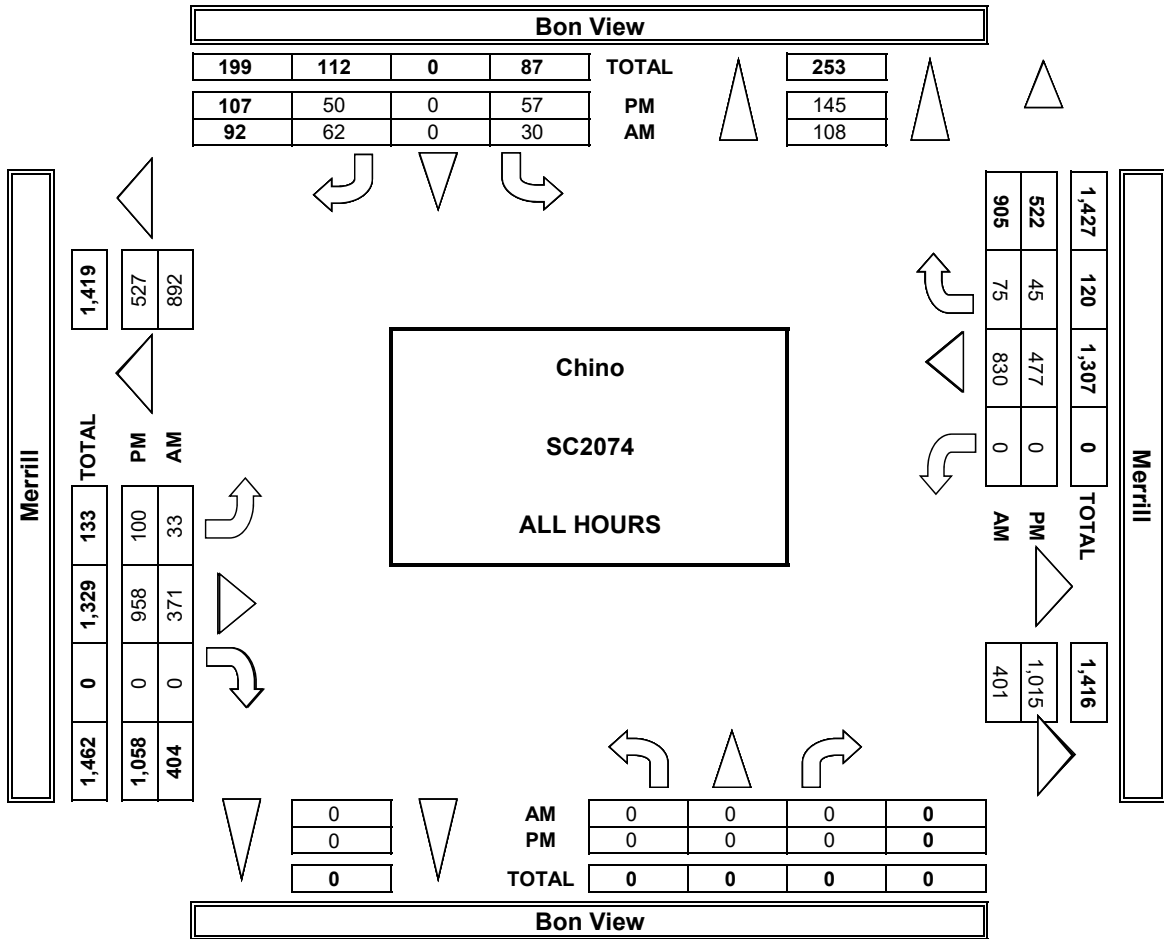 Bon View
199 112 0 87 TOTAL 253
107 50 0 57 PM 145
92 62 0 30 AM 108
Merrill
1,419
527
892
TOTAL
PM
AM
133 1,329 0 1,462
100 958 0 1,058
33 371 0 404
Chino
SC2074
ALL HOURS
1,427 120 1,307 0 TOTAL
522 45 477 0 PM
905 75 830 0 AM
1,416
1,015
401
Merrill
0 AM 0 0 0 0
0 PM 0 0 0 0
0 TOTAL 0 0 0 0
Bon View